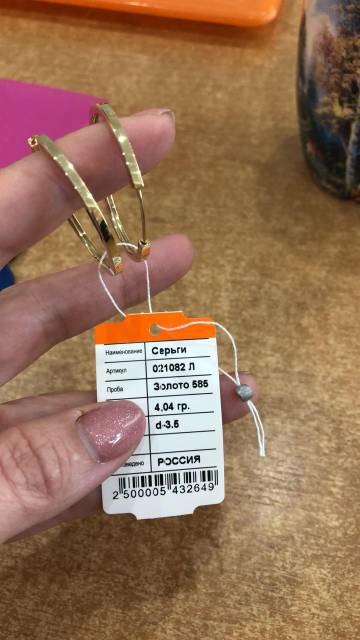 Наименование Серьги
Артикул 021082 Л
Проба Золото 585
4,04 гр.
d-3.5
РОССИЯ
2 500005 432649